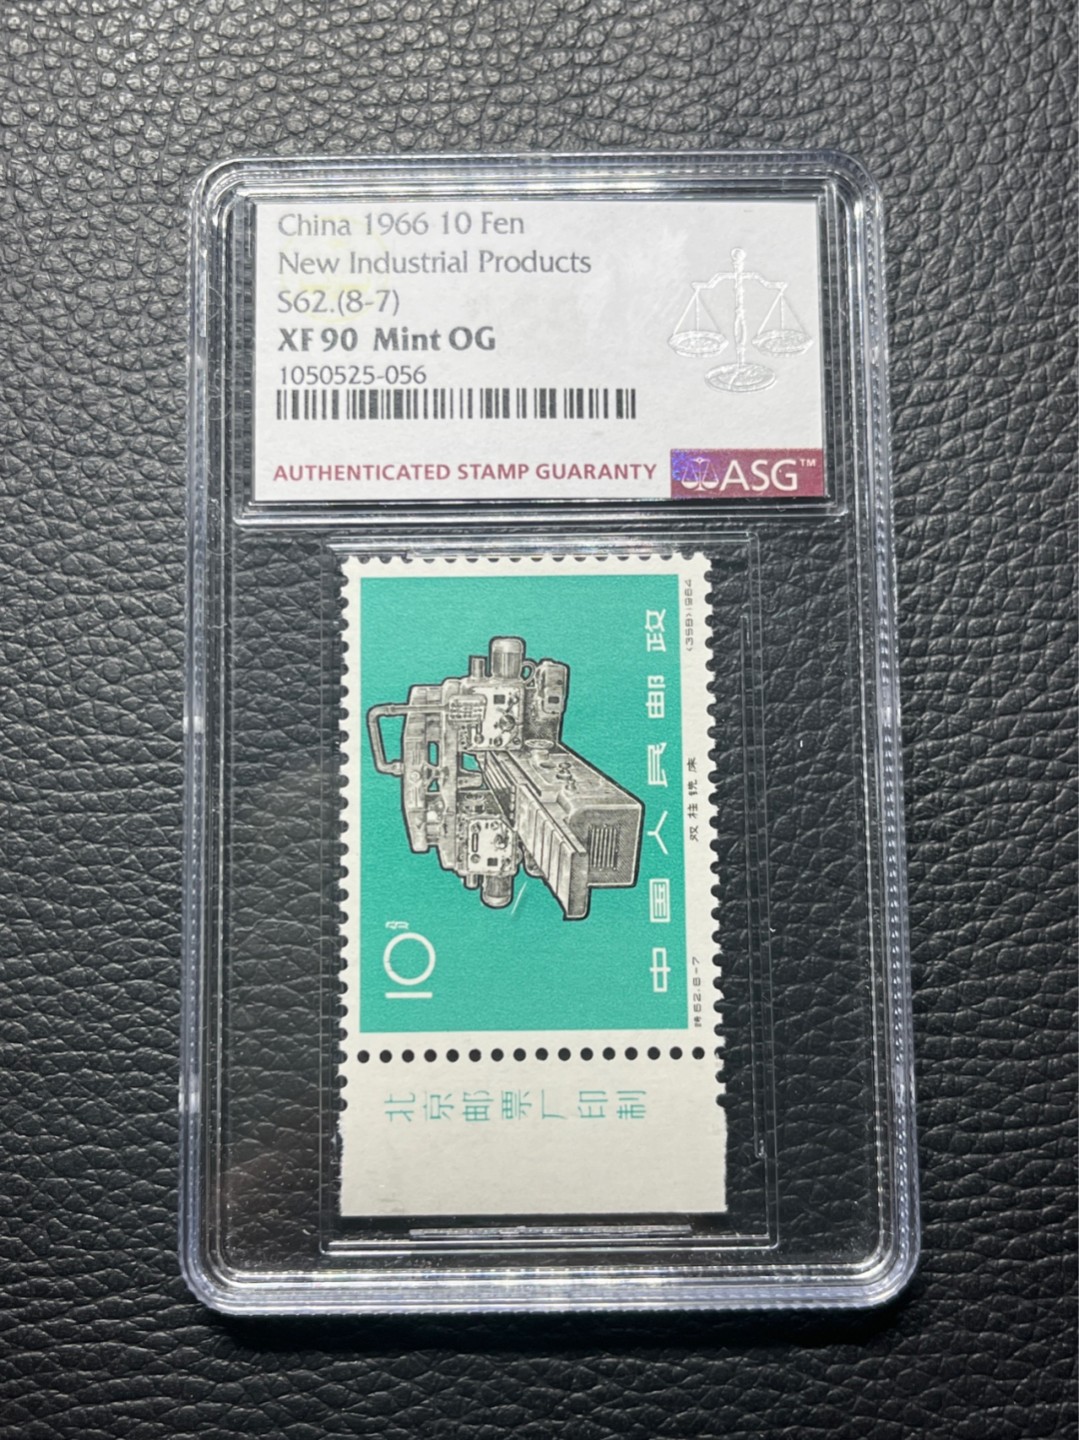 China 1966 10 Fen
New Industrial Products
S62.(8-7)
XF 90 Mint OG
1050525-056
AUTHENTICATED STAMP GUARANTY
ASG™
(358)1964
中国人民邮政
双柱铣床
特62.8-7
10分
北京邮票厂印制